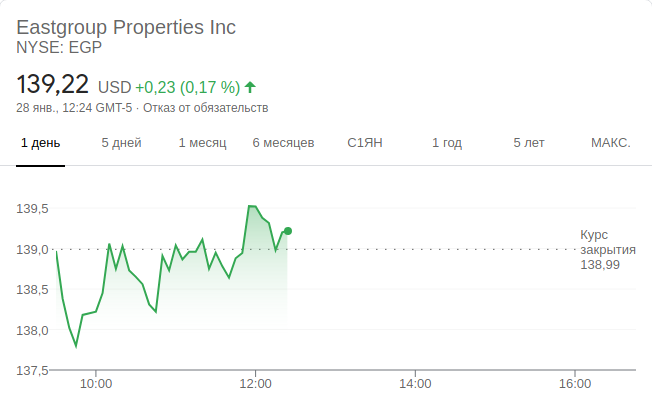 Eastgroup Properties Inc
NYSE: EGP
139,22 USD +0,23 (0,17 %)
28 янв., 12:24 GMT-5 · Отказ от обязательств
1 день 5 дней 1 месяц 6 месяцев С1ЯН 1 год 5 лет МАКС.
139,5
139,0
138,5
138,0
137,5
Курс
закрытия
138,99
10:00 12:00 14:00 16:00